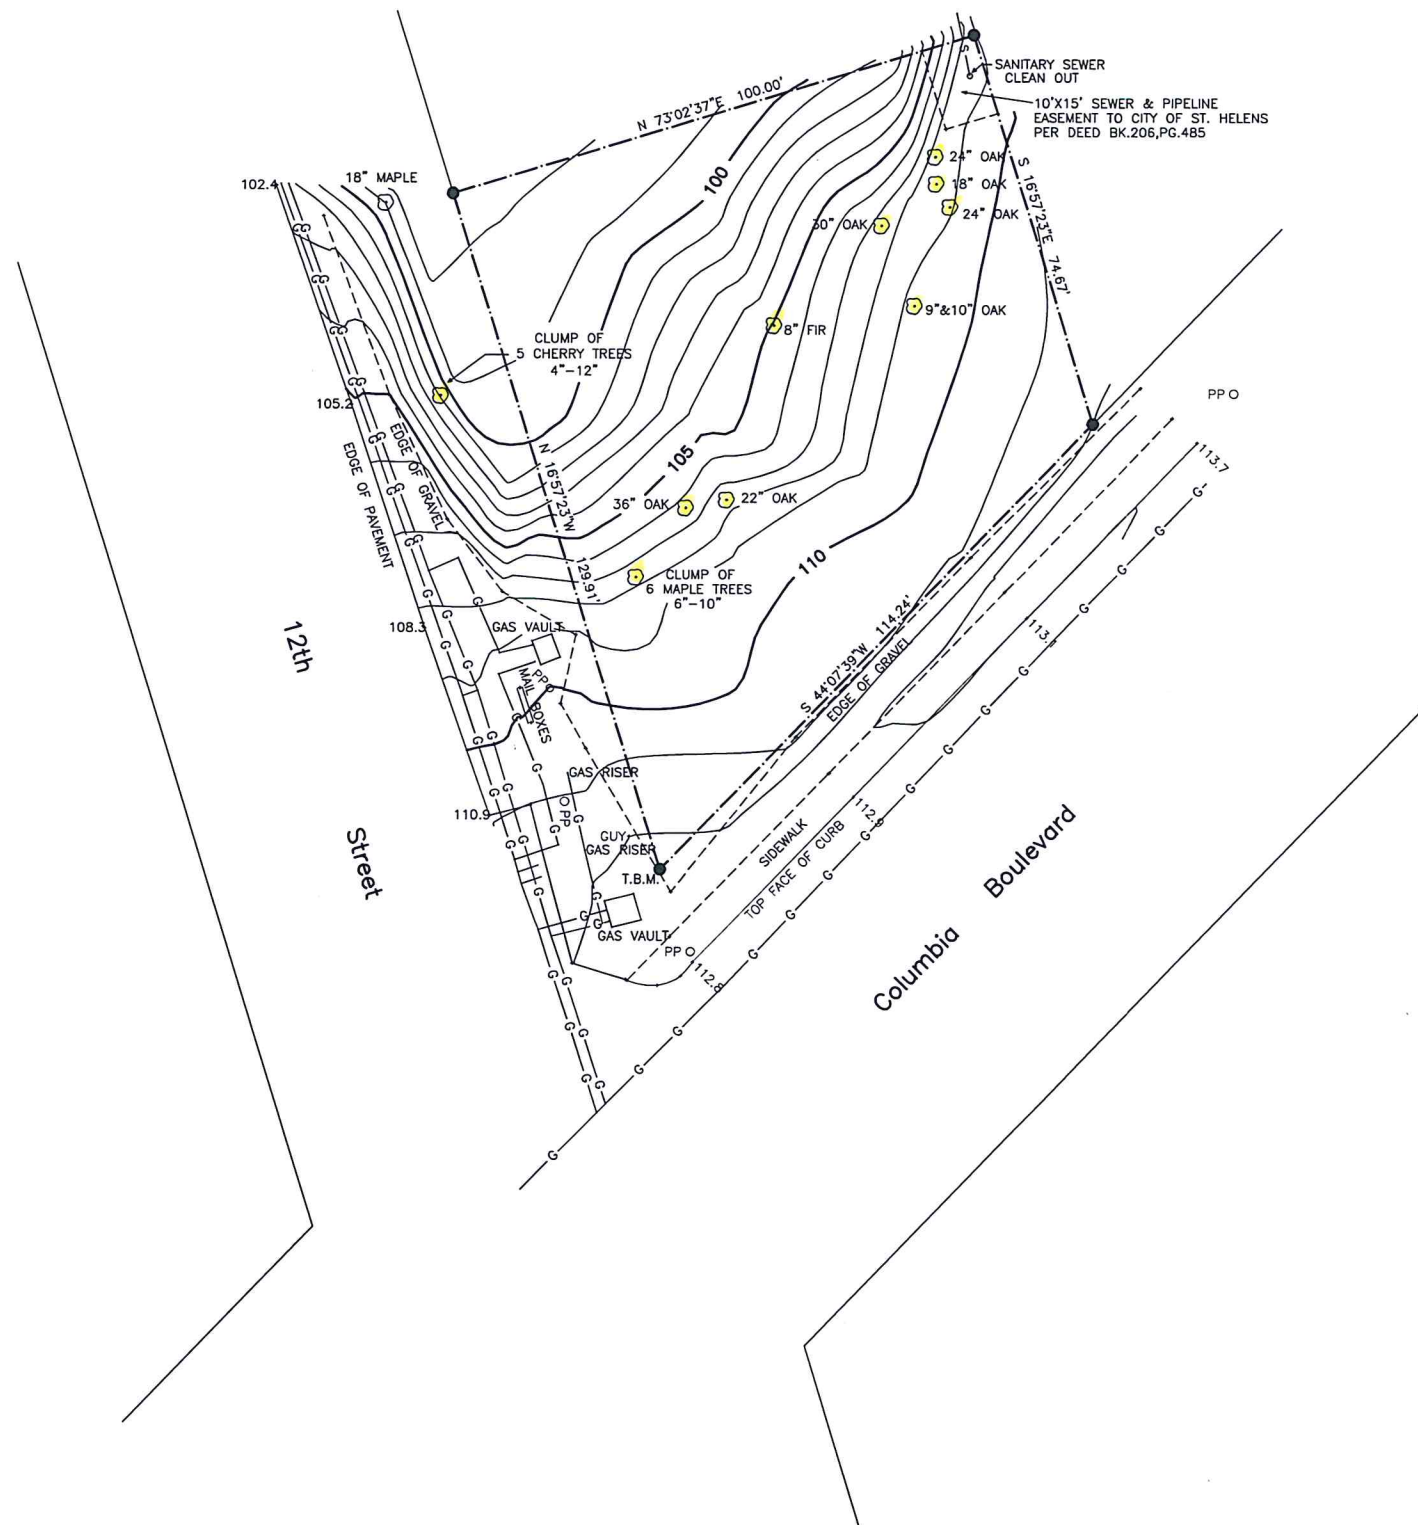 SANITARY SEWER
CLEAN OUT
10'X15' SEWER & PIPELINE
EASEMENT TO CITY OF ST. HELENS
PER DEED BK.206,PG.485
N 73°02'37"E 100.00'
S
24" OAK
18" OAK
24" OAK
30" OAK
S 16°57'23"E 74.67'
102.4
18" MAPLE
100
9"&10" OAK
8" FIR
CLUMP OF
5 CHERRY TREES
4"-12"
PP
105.2
105
113.7
EDGE OF GRAVEL
EDGE OF PAVEMENT
N 16°57'23"W 129.91'
36" OAK
22" OAK
110
CLUMP OF
6 MAPLE TREES
6"-10"
108.3
GAS VAULT
12th
Street
PP
MAIL
BOXES
S 44°07'39"W 114.24'
EDGE OF GRAVEL
GAS RISER
110.9
PP
GUY
GAS RISER
T.B.M.
SIDEWALK
TOP FACE OF CURB
112.9
GAS VAULT
PP
112.8
Columbia Boulevard
G
G
G
G
G
G
G
G
G
G
G
G
G
G